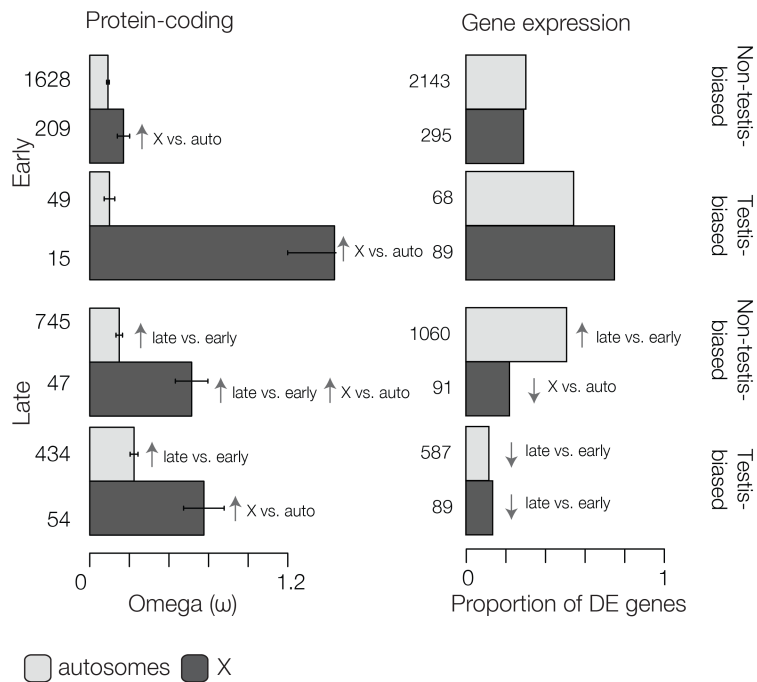 Protein-coding
Gene expression
Early
Non-testis-
biased
1628
209
X vs. auto
2143
295
Testis-
biased
49
15
X vs. auto
68
89
Late
Non-testis-
biased
745
late vs. early
47
late vs. early X vs. auto
1060
late vs. early
91
X vs. auto
Testis-
biased
434
late vs. early
54
X vs. auto
587
late vs. early
89
late vs. early
0 1.2
Omega (ω)
0 1
Proportion of DE genes
autosomes X